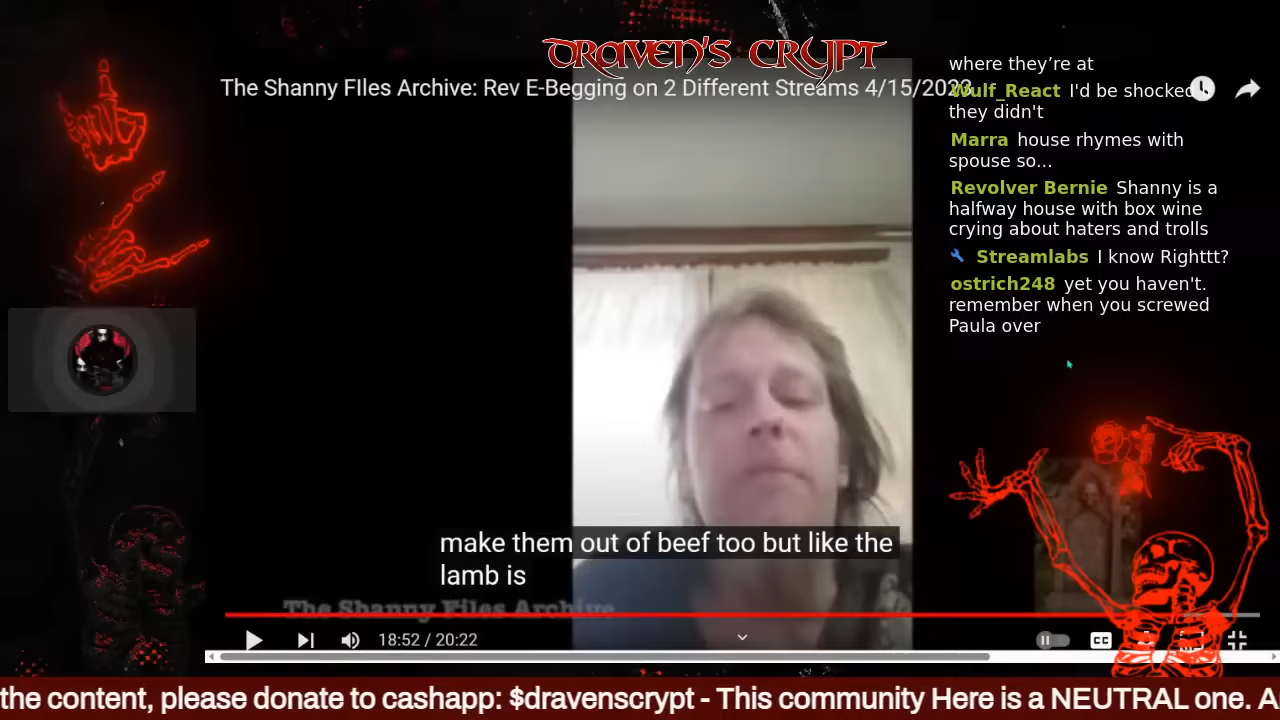 DRAVEN'S CRYPT
The Shanny FIles Archive: Rev E-Begging on 2 Different Streams 4/15/2023
where they're at
Wulf_React I'd be shocked
they didn't
Marra house rhymes with
spouse so...
Revolver Bernie Shanny is a
halfway house with box wine
crying about haters and trolls
Streamlabs I know Righttt?
ostrich248 yet you haven't.
remember when you screwed
Paula over
make them out of beef too but like the
lamb is
The Shanny Files Archive
18:52 / 20:22
CC
the content, please donate to cashapp: $dravenscrypt - This community Here is a NEUTRAL one. A